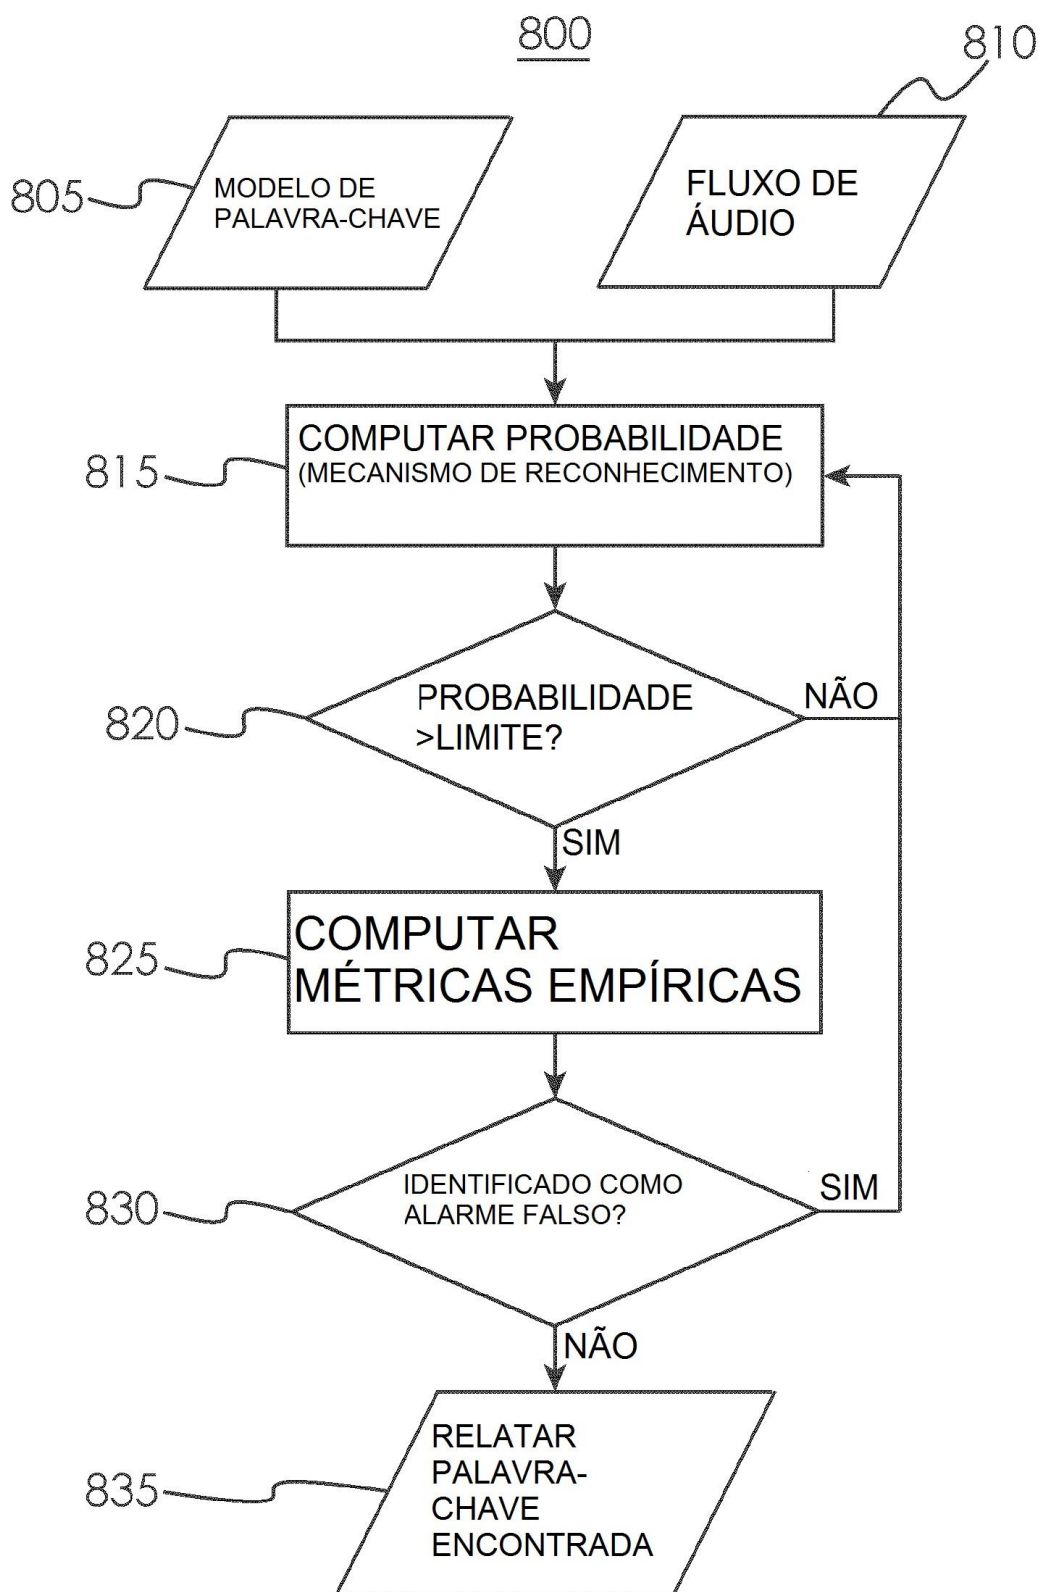 800
810
805
MODELO DE
PALAVRA-CHAVE
FLUXO DE
ÁUDIO
815
COMPUTAR PROBABILIDADE
(MECANISMO DE RECONHECIMENTO)
820
PROBABILIDADE
>LIMITE?
NÃO
SIM
825
COMPUTAR
MÉTRICAS EMPÍRICAS
830
IDENTIFICADO COMO
ALARME FALSO?
SIM
NÃO
835
RELATAR
PALAVRA-
CHAVE
ENCONTRADA